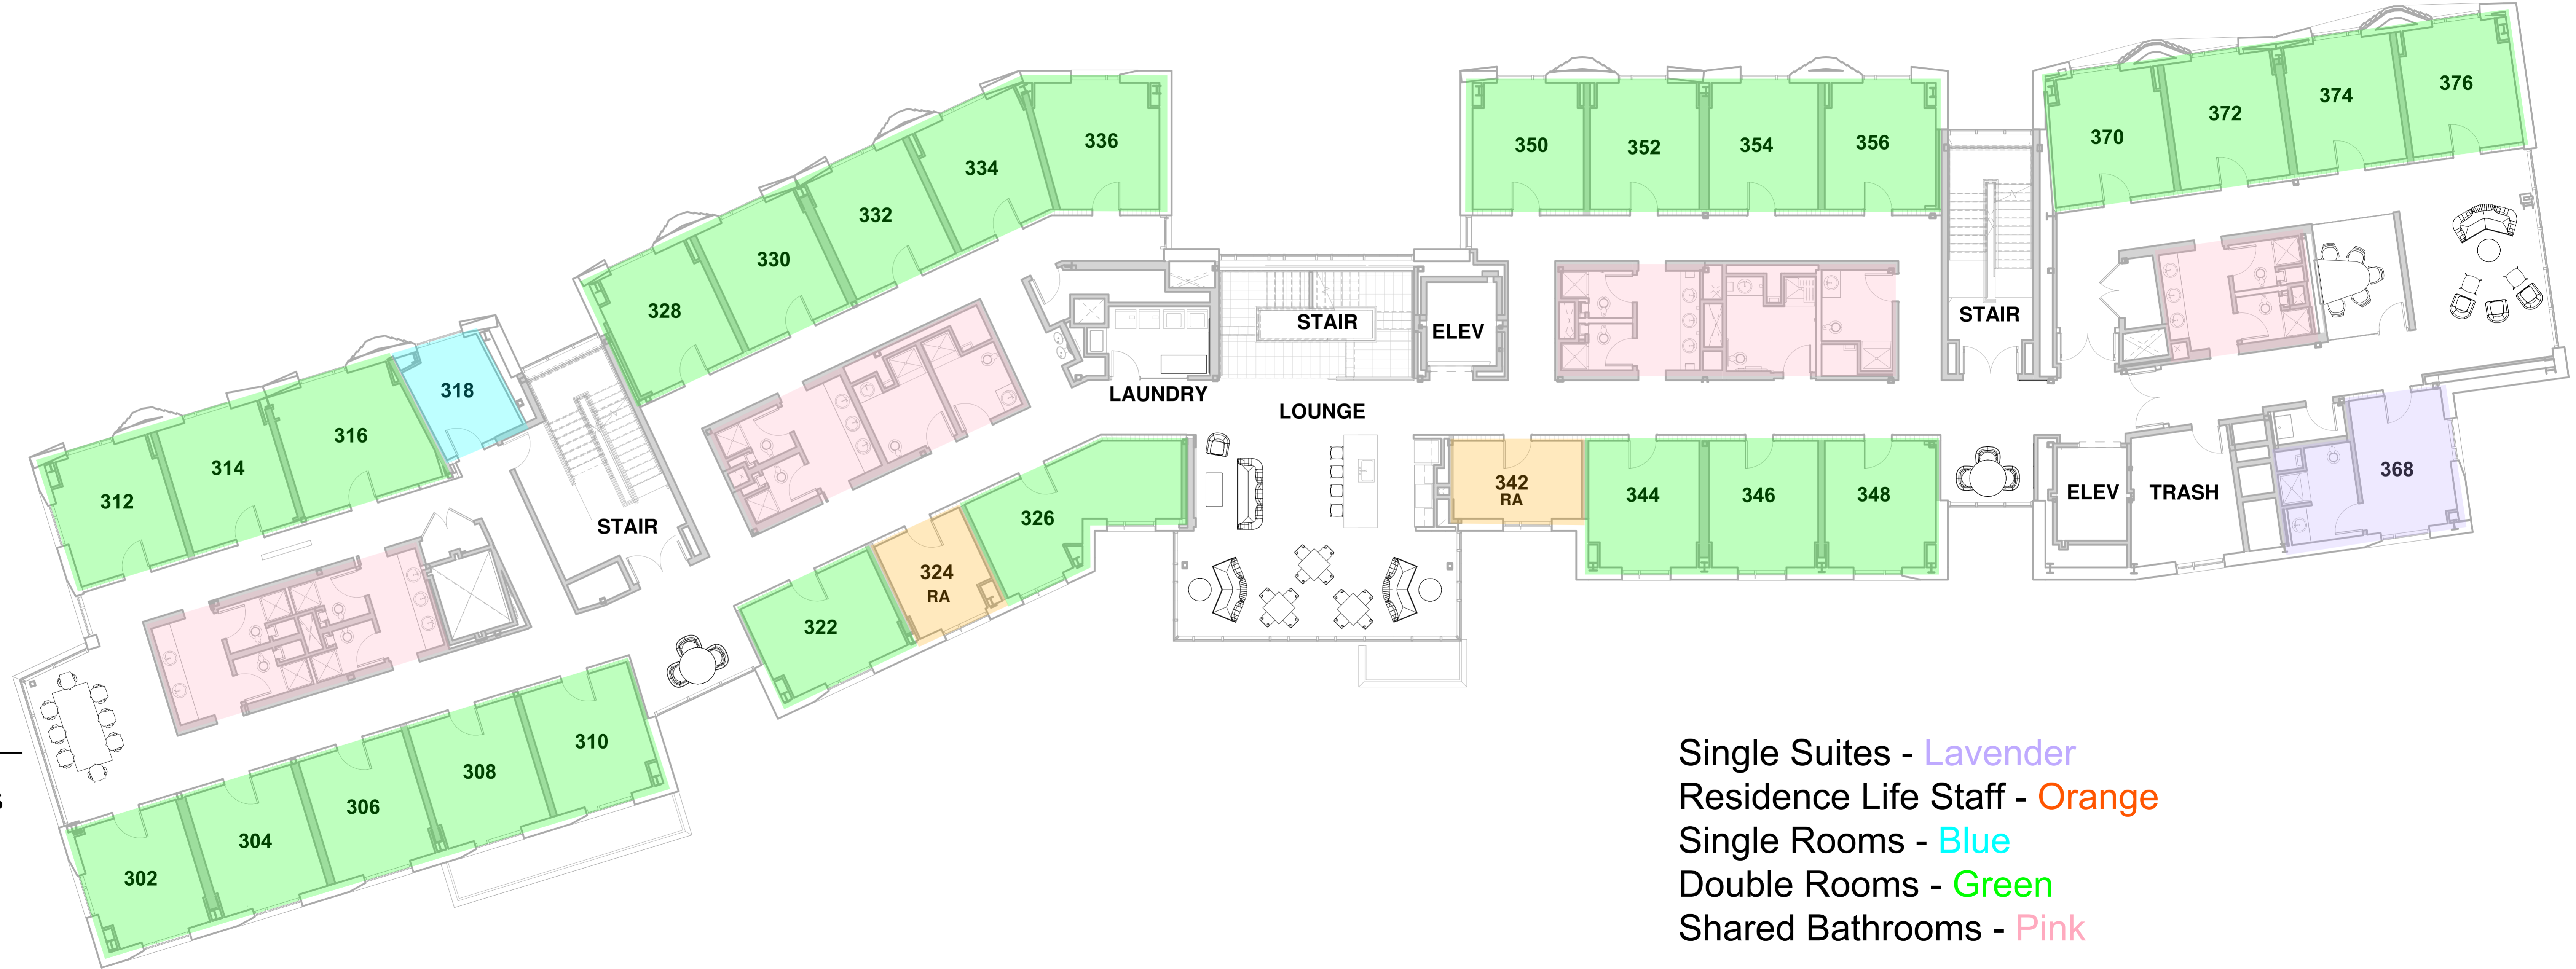 376
374
372
370
336
334
332
330
328
350
352
354
356
318
316
314
312
STAIR
ELEV
STAIR
LAUNDRY
LOUNGE
STAIR
326
324
RA
322
342
RA
344
346
348
ELEV
TRASH
368
310
308
306
304
302
S
Single Suites - Lavender
Residence Life Staff - Orange
Single Rooms - Blue
Double Rooms - Green
Shared Bathrooms - Pink